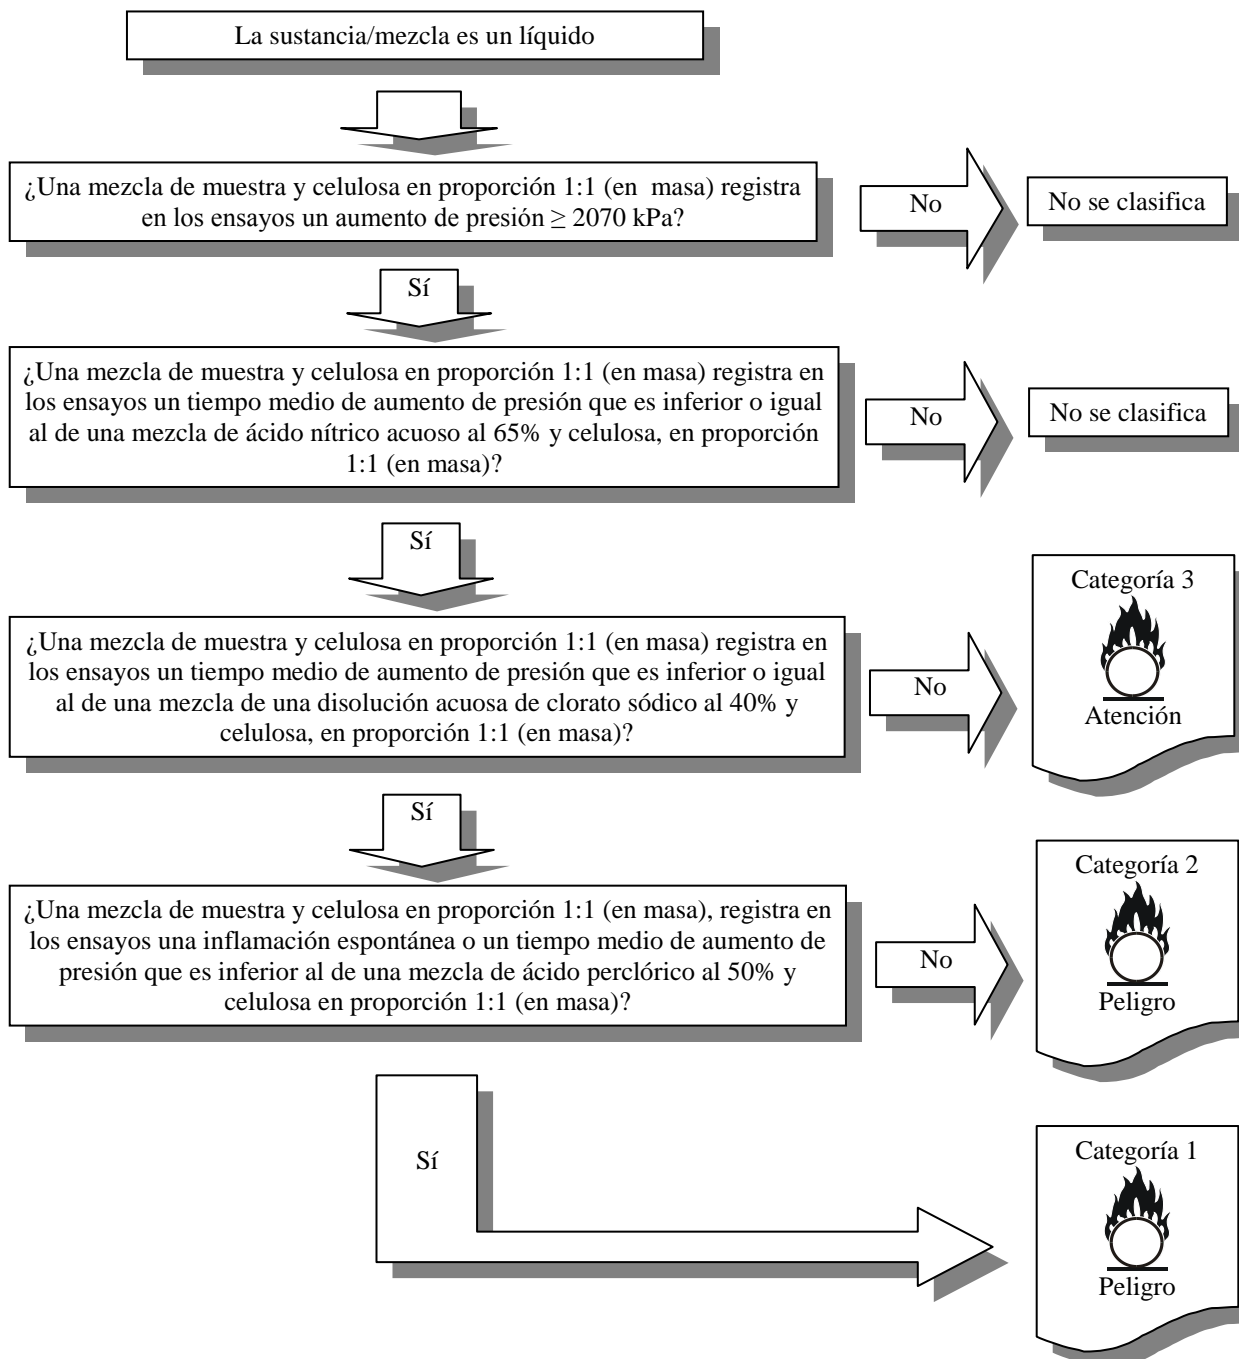 La sustancia/mezcla es un líquido
¿Una mezcla de muestra y celulosa en proporción 1:1 (en masa) registra
en los ensayos un aumento de presión ≥ 2070 kPa?
No
No se clasifica
Sí
¿Una mezcla de muestra y celulosa en proporción 1:1 (en masa) registra en
los ensayos un tiempo medio de aumento de presión que es inferior o igual
al de una mezcla de ácido nítrico acuoso al 65% y celulosa, en proporción
1:1 (en masa)?
No
No se clasifica
Sí
¿Una mezcla de muestra y celulosa en proporción 1:1 (en masa) registra en
los ensayos un tiempo medio de aumento de presión que es inferior o igual
al de una mezcla de una disolución acuosa de clorato sódico al 40% y
celulosa, en proporción 1:1 (en masa)?
No
Categoría 3
Atención
Sí
¿Una mezcla de muestra y celulosa en proporción 1:1 (en masa), registra en
los ensayos una inflamación espontánea o un tiempo medio de aumento de
presión que es inferior al de una mezcla de ácido perclórico al 50% y
celulosa en proporción 1:1 (en masa)?
No
Categoría 2
Peligro
Sí
Categoría 1
Peligro